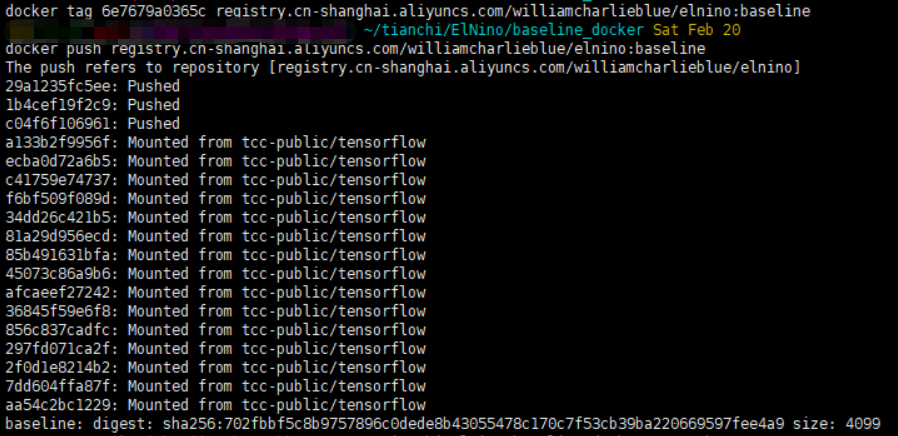 docker tag 6e7679a0365c registry.cn-shanghai.aliyuncs.com/williamcharlieblue/elnino:baseline
~/tianchi/ElNino/baseline_docker Sat Feb 20
docker push registry.cn-shanghai.aliyuncs.com/williamcharlieblue/elnino:baseline
The push refers to repository [registry.cn-shanghai.aliyuncs.com/williamcharlieblue/elnino]
29a1235fc5ee: Pushed
1b4cef19f2c9: Pushed
c04f6f106961: Pushed
a133b2f9956f: Mounted from tcc-public/tensorflow
ecba0d72a6b5: Mounted from tcc-public/tensorflow
c41759e74737: Mounted from tcc-public/tensorflow
f6bf509f089d: Mounted from tcc-public/tensorflow
34dd26c421b5: Mounted from tcc-public/tensorflow
81a29d956ecd: Mounted from tcc-public/tensorflow
85b491631bfa: Mounted from tcc-public/tensorflow
45073c86a9b6: Mounted from tcc-public/tensorflow
afcaeef27242: Mounted from tcc-public/tensorflow
36845f59e6f8: Mounted from tcc-public/tensorflow
856c837cadfc: Mounted from tcc-public/tensorflow
297fd071ca2f: Mounted from tcc-public/tensorflow
2f0d1e8214b2: Mounted from tcc-public/tensorflow
7dd604ffa87f: Mounted from tcc-public/tensorflow
aa54c2bc1229: Mounted from tcc-public/tensorflow
baseline: digest: sha256:702fbbf5c8b9757896c0dede8b43055478c170c7f53cb39ba220669597fee4a9 size: 4099